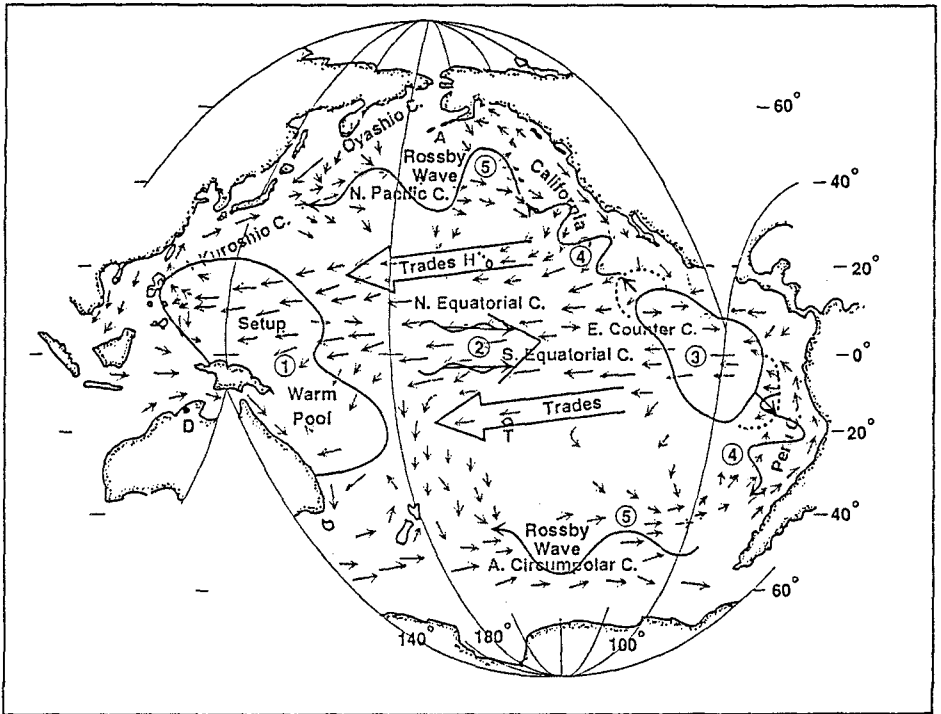 60°
Oyashio C.
A
Rossby
Wave
⑤
California
40°
N. Pacific C.
Kuroshio C.
④
Trades H
20°
N. Equatorial C.
Setup
E. Counter C.
①
②
S. Equatorial C.
③
0°
Warm
Pool
Trades
T
D
④
Peru C.
20°
⑤
40°
Rossby
Wave
A. Circumpolar C.
60°
140°
180°
100°